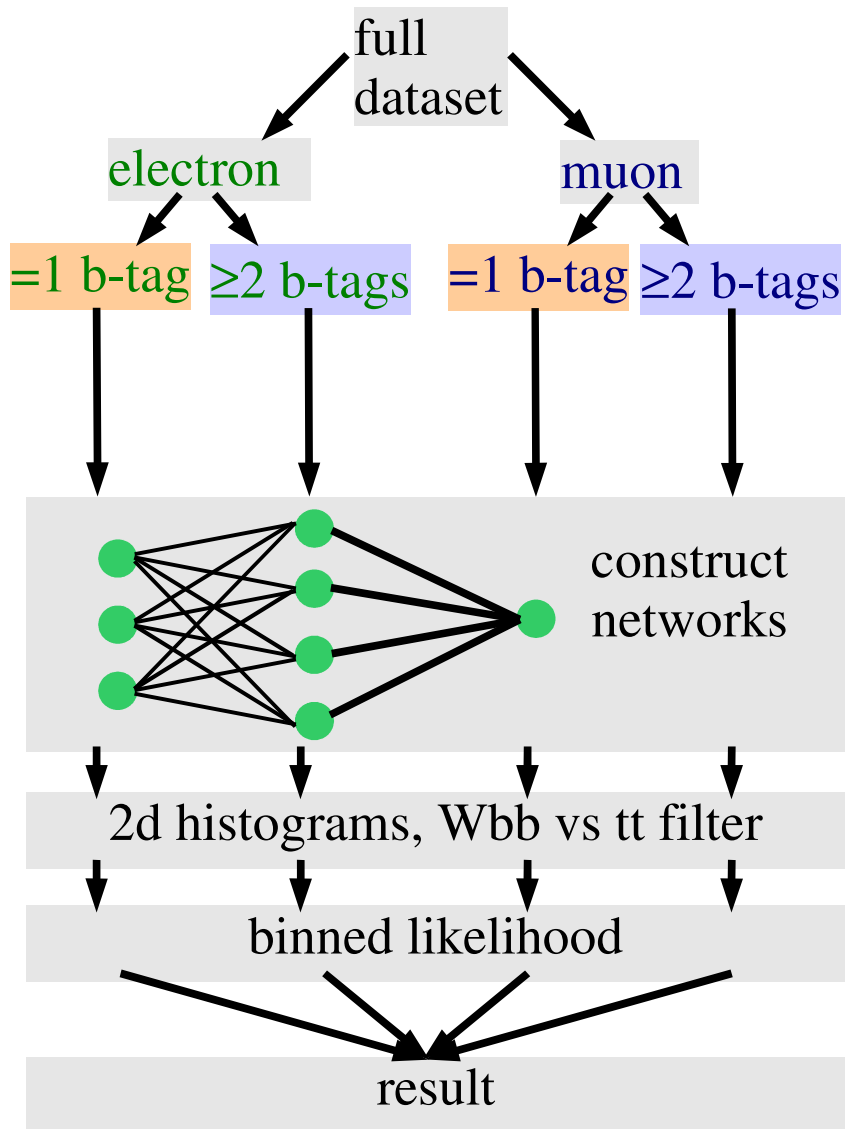 full
dataset
electron
muon
=1 b-tag
≥2 b-tags
=1 b-tag
≥2 b-tags
construct
networks
2d histograms, Wbb vs tt filter
binned likelihood
result